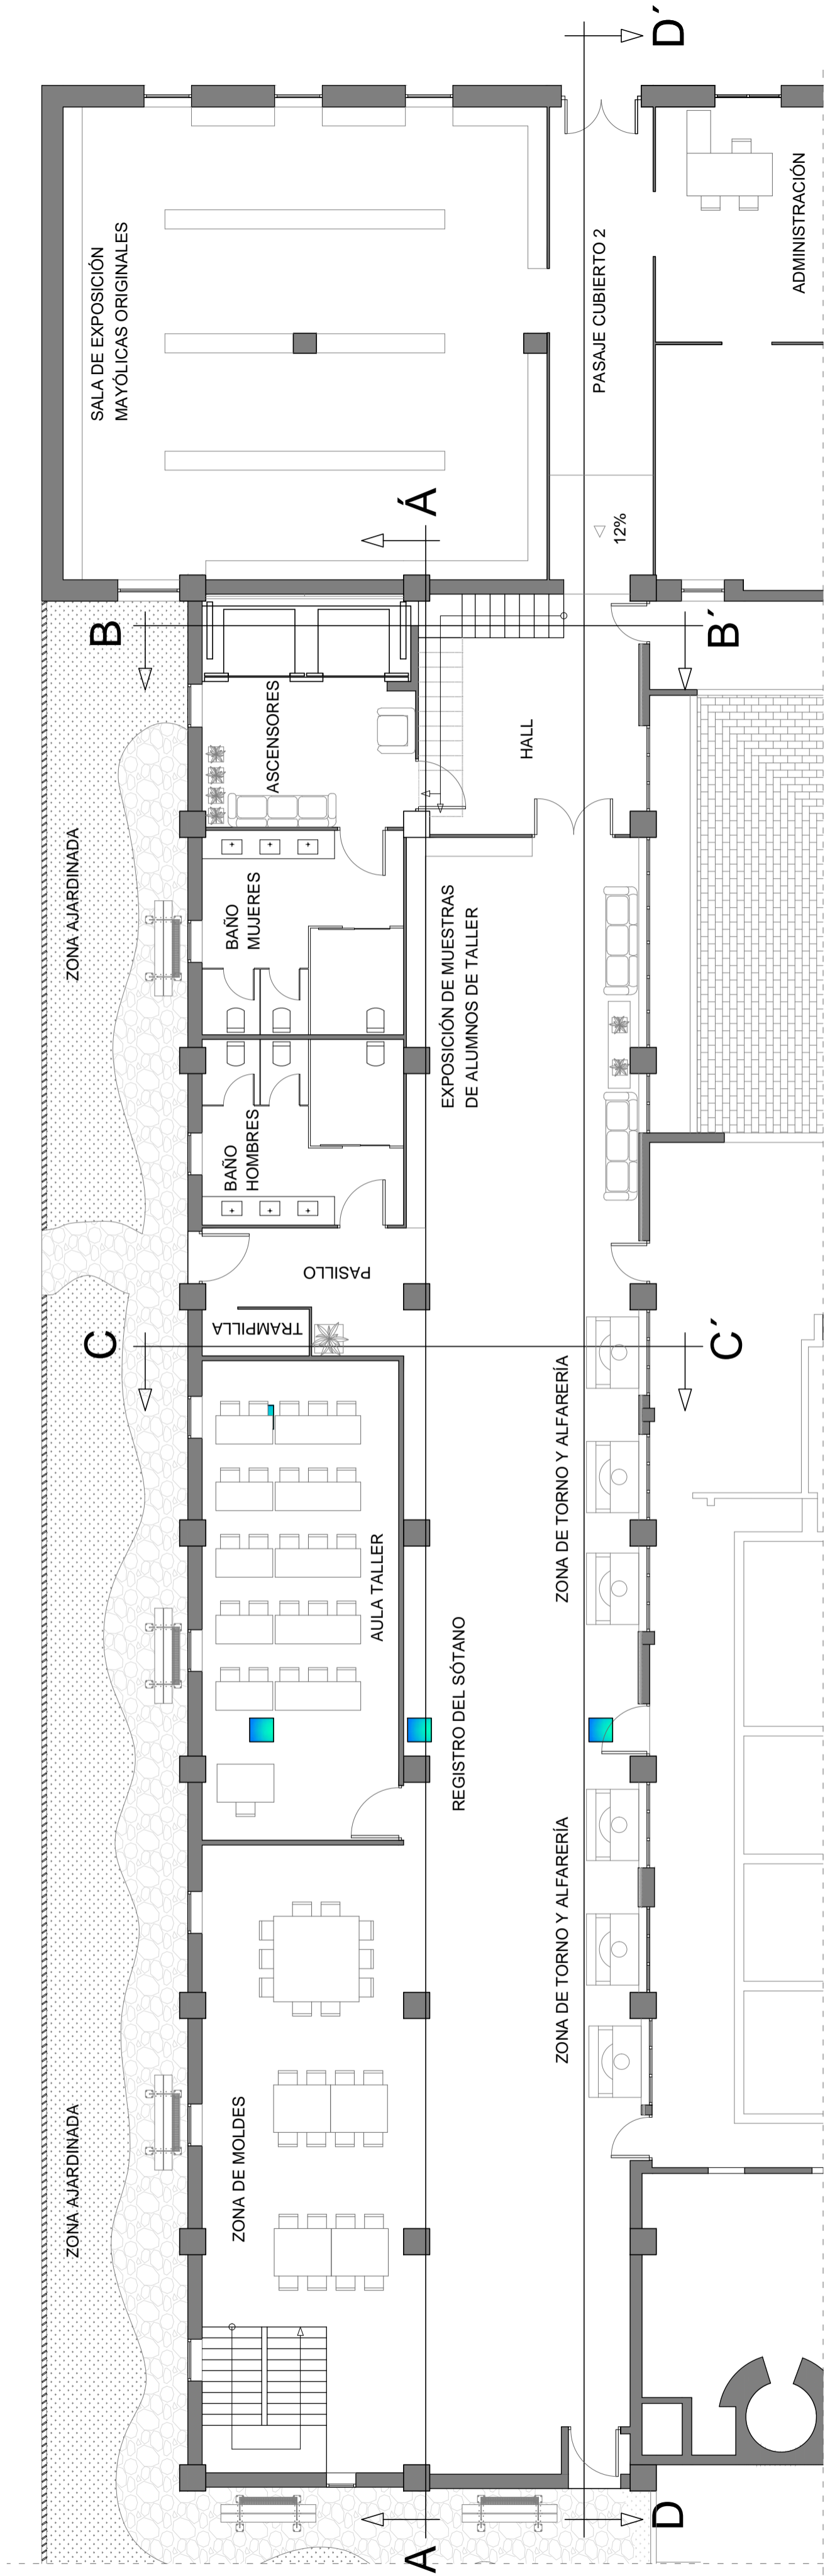 D´
SALA DE EXPOSICIÓN
MAYÓLICAS ORIGINALES
PASAJE CUBIERTO 2
ADMINISTRACIÓN
Á
12%
B
B´
ASCENSORES
HALL
ZONA AJARDINADA
BAÑO
MUJERES
EXPOSICIÓN DE MUESTRAS
DE ALUMNOS DE TALLER
BAÑO
HOMBRES
PASILLO
TRAMPILLA
C
C´
AULA TALLER
ZONA DE TORNO Y ALFARERÍA
REGISTRO DEL SÓTANO
ZONA DE TORNO Y ALFARERÍA
ZONA DE MOLDES
ZONA AJARDINADA
A
D